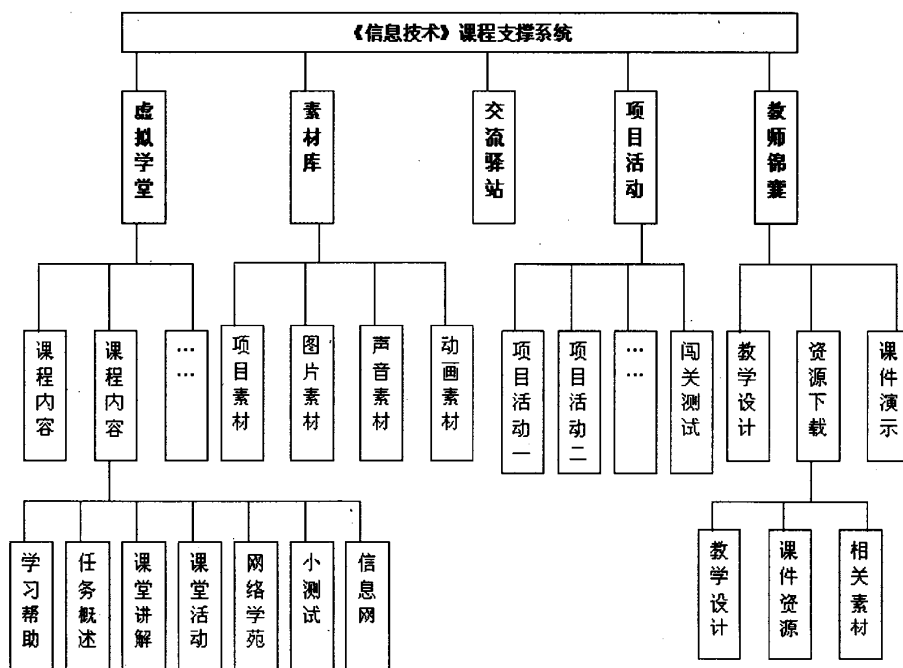 《信息技术》课程支撑系统
虚拟学堂
素材库
交流驿站
项目活动
教师锦囊
课程内容
课程内容
……
项目素材
图片素材
声音素材
动画素材
项目活动一
项目活动二
……
闯关测试
教学设计
资源下载
课件演示
学习帮助
任务概述
课堂讲解
课堂活动
网络学苑
小测试
信息网
教学设计
课件资源
相关素材